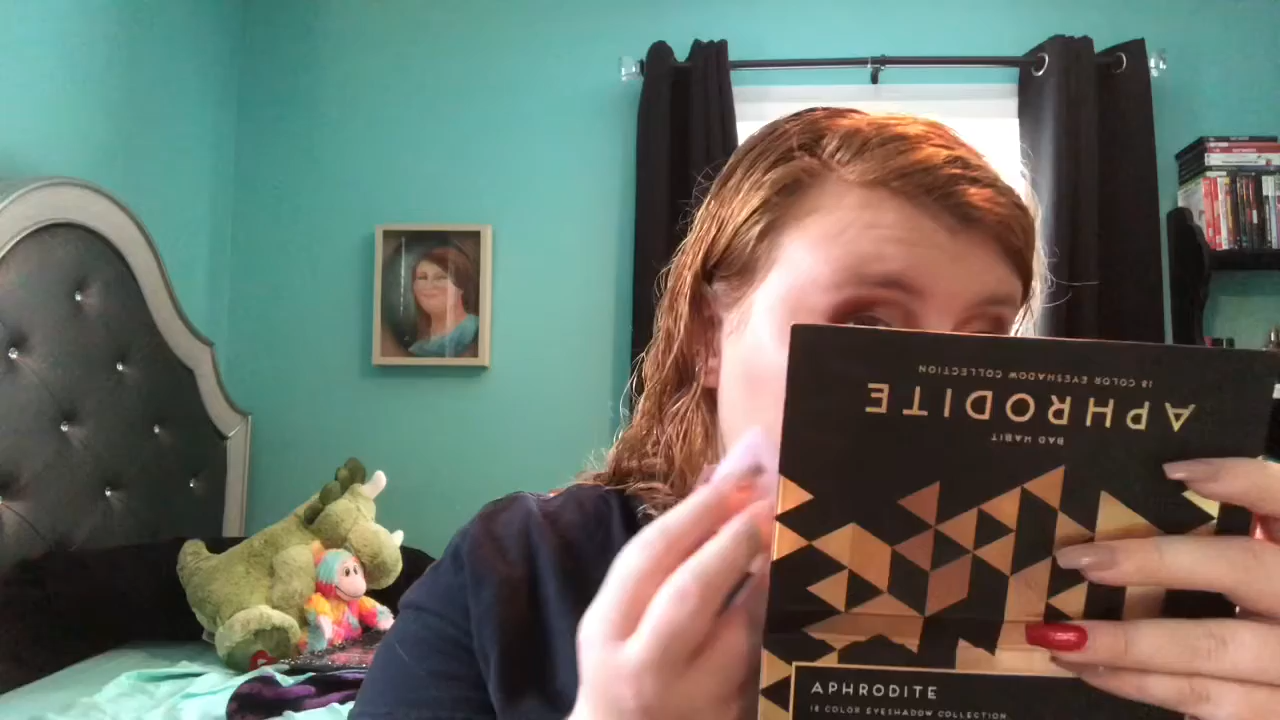 18 COLOR EYESHADOW COLLECTION
APHRODITE
BAD HABIT
APHRODITE
18 COLOR EYESHADOW COLLECTION